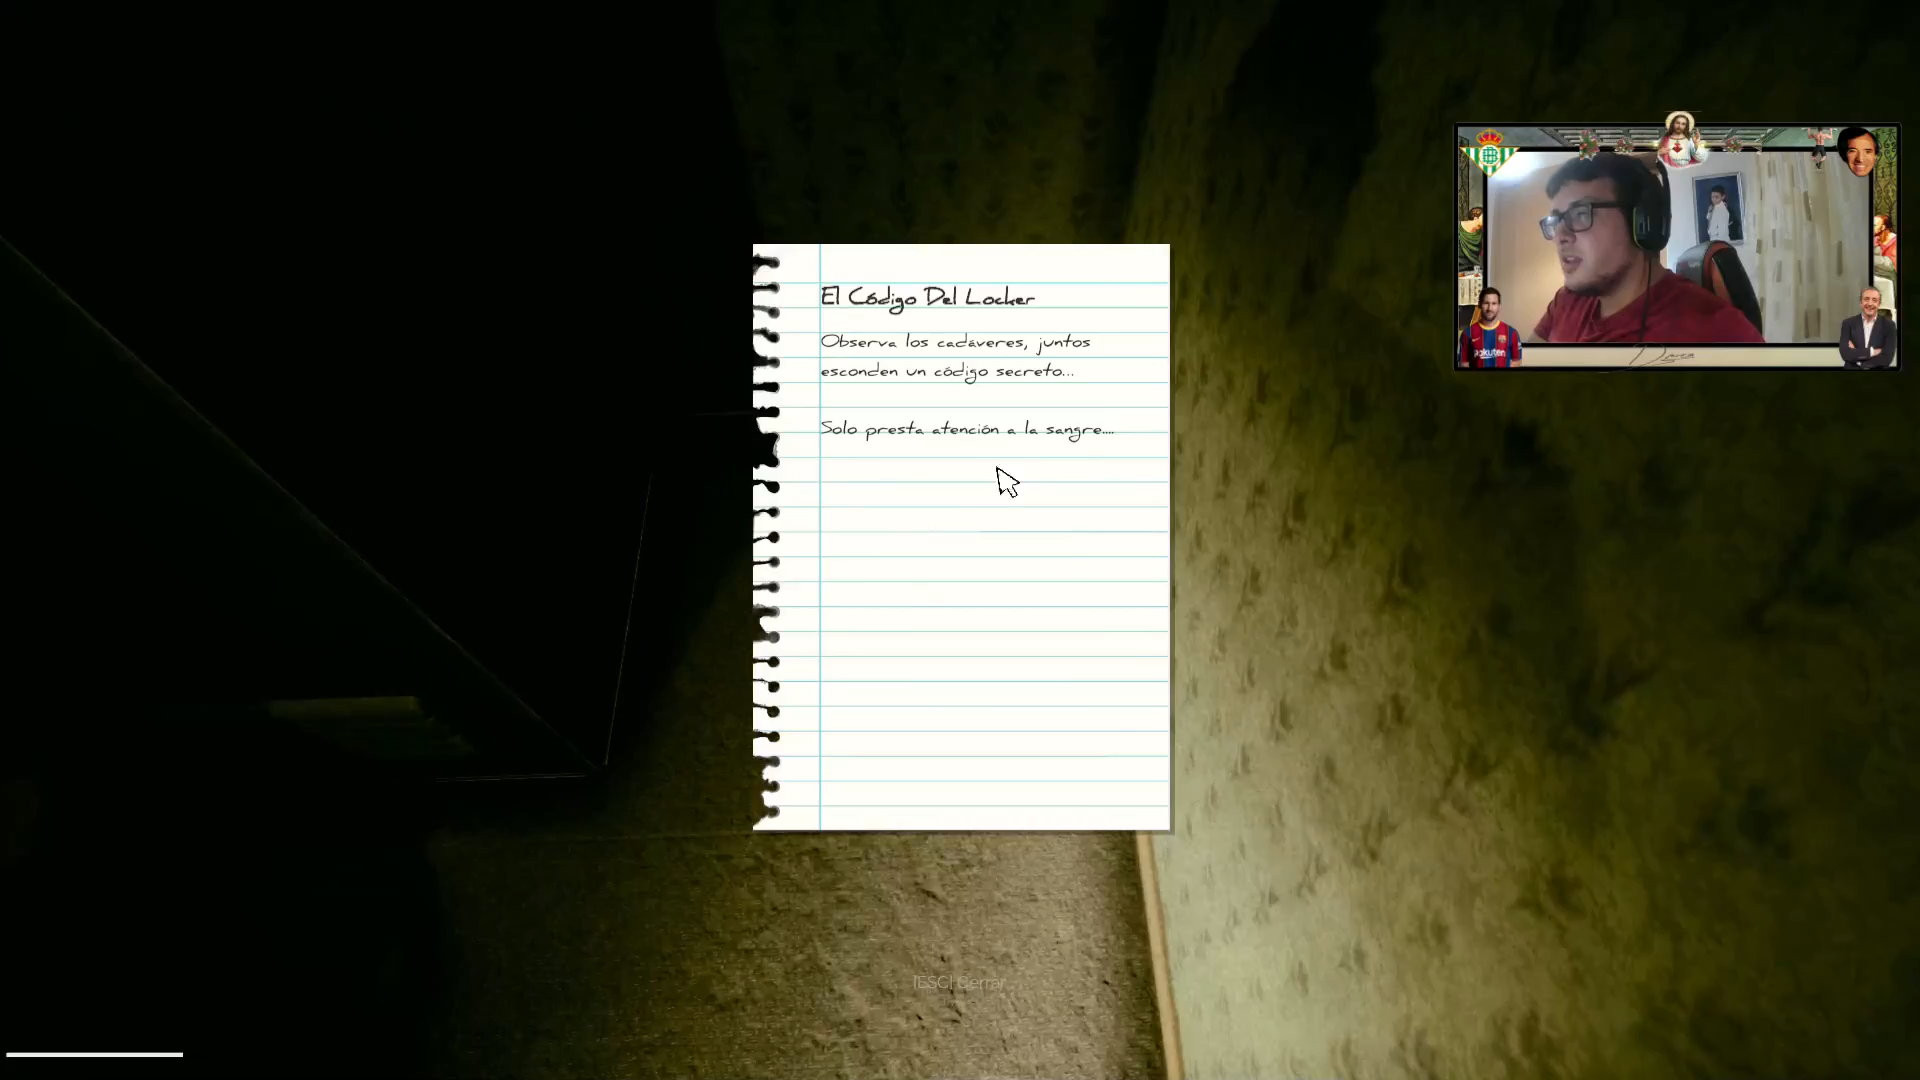 El Código Del Locker
Observa los cadáveres, juntos
esconden un código secreto...
Solo presta atención a la sangre....
[ESC] Cerrar
Rakuten